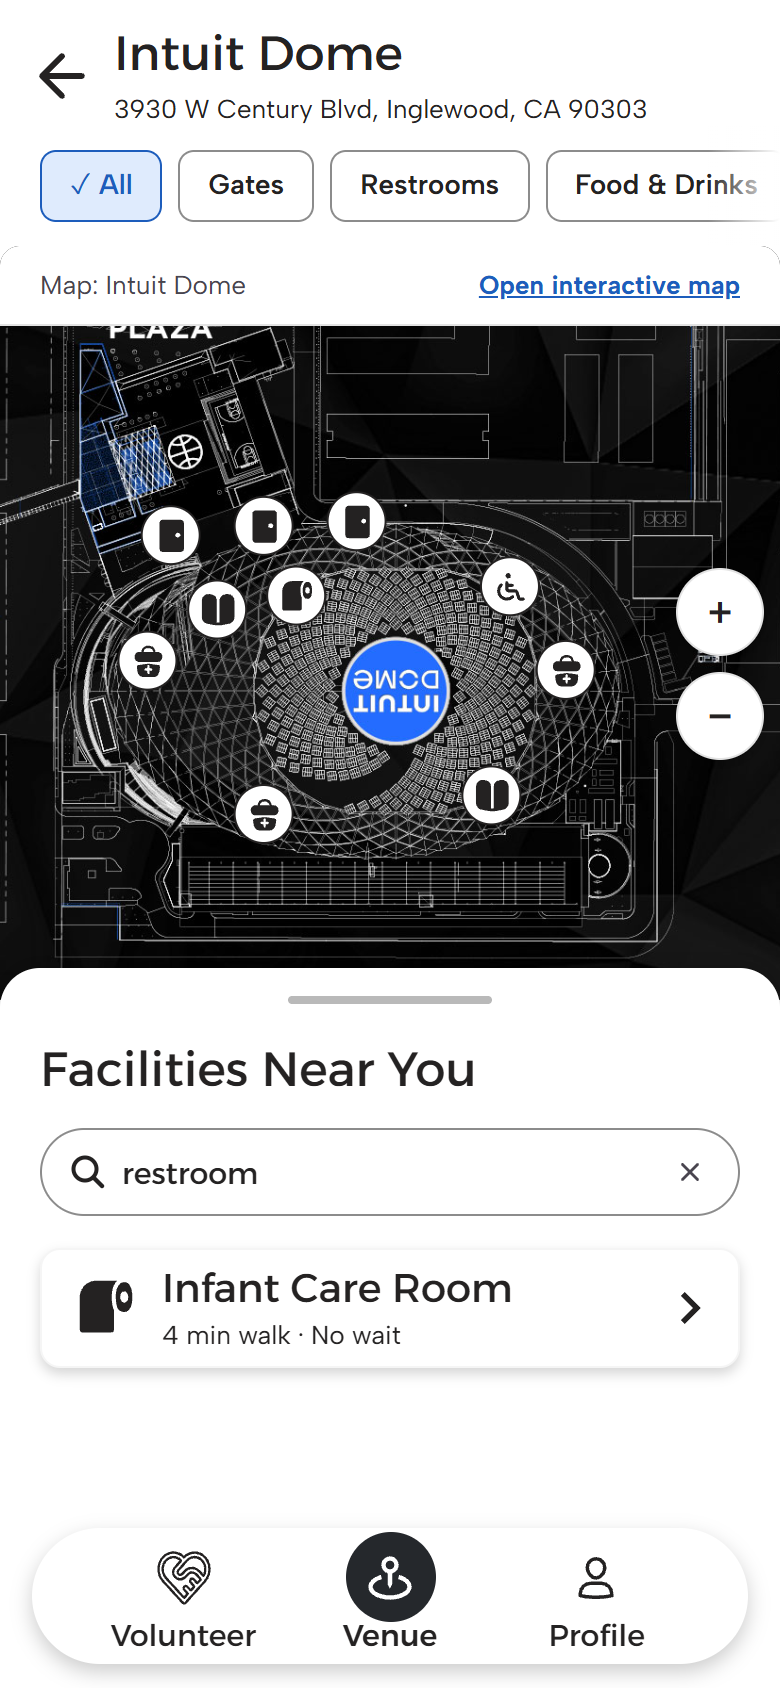 Intuit Dome
3930 W Century Blvd, Inglewood, CA 90303
✓ All
Gates
Restrooms
Food & Drinks
Map: Intuit Dome
Open interactive map
PLAZA
INTUIT
DOME
+
−
Facilities Near You
restroom
Infant Care Room
4 min walk · No wait
Volunteer
Venue
Profile